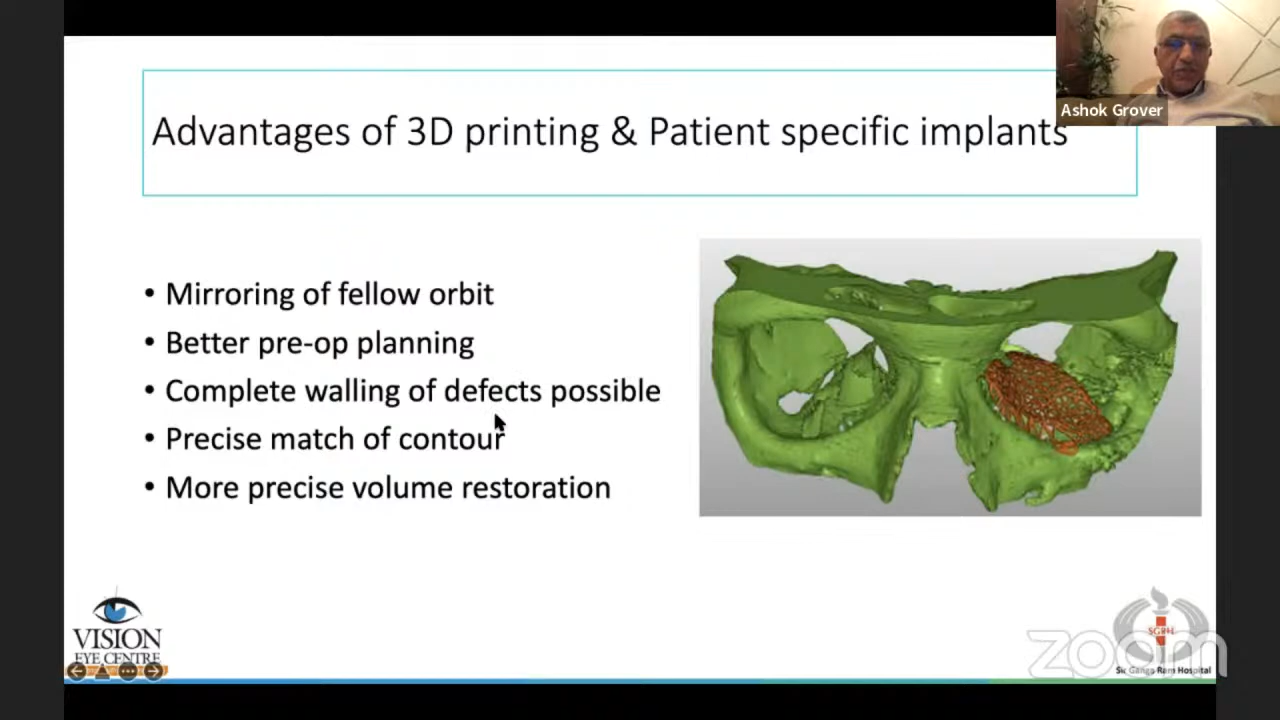 Ashok Grover
Advantages of 3D printing & Patient specific implants
• Mirroring of fellow orbit
• Better pre-op planning
• Complete walling of defects possible
• Precise match of contour
• More precise volume restoration
VISION
EYE CENTRE
SGRH
zoom
Sir Ganga Ram Hospital